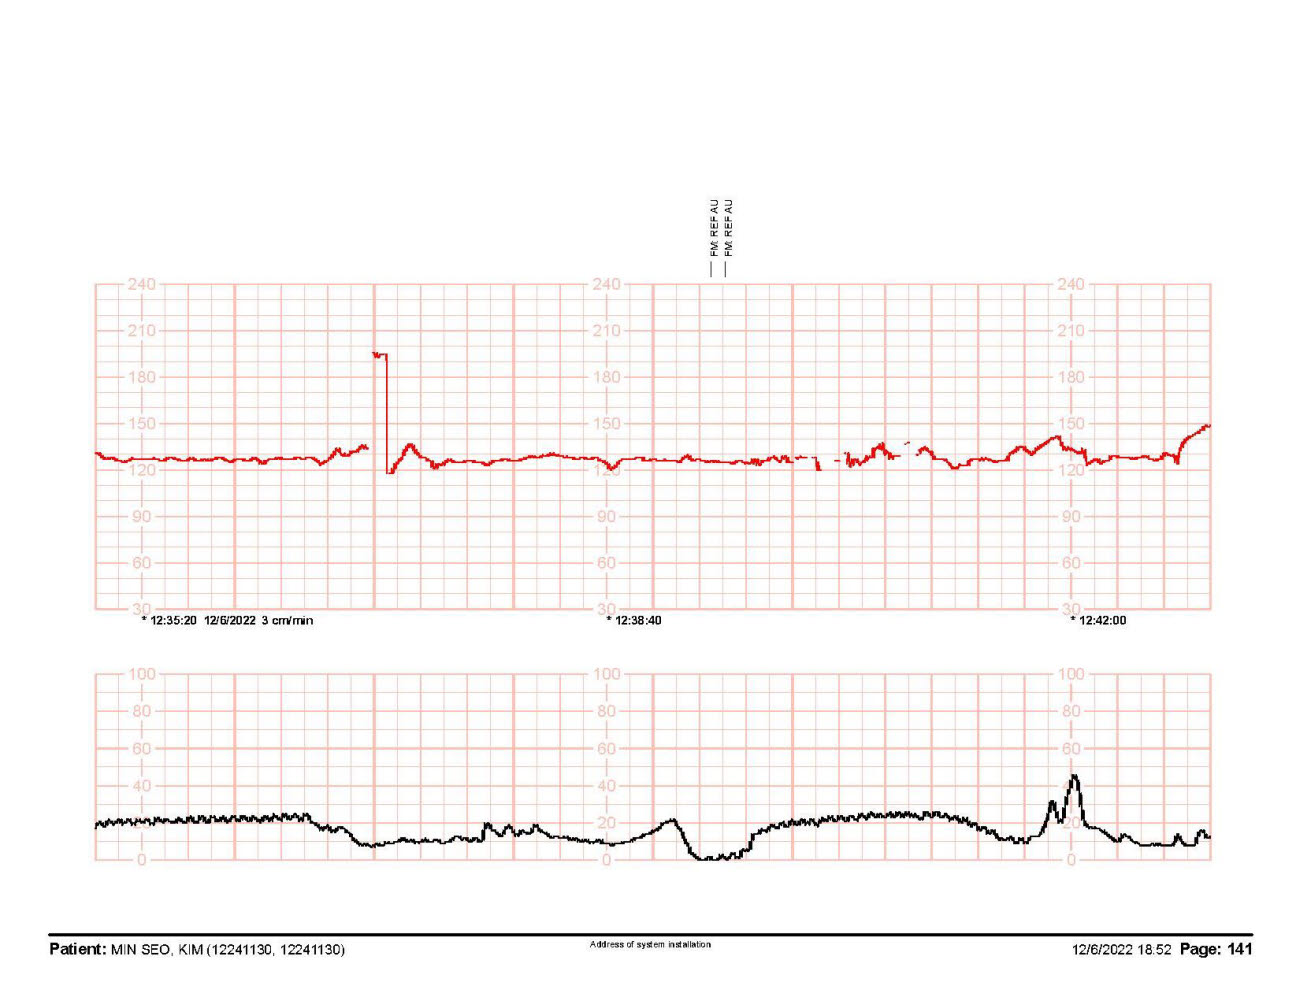 FM: REF AU
FM: REF AU
240 240 240
210 210 210
180 180 180
150 150 150
120 120 120
90 90 90
60 60 60
30 30 30
* 12:35:20 12/6/2022 3 cm/min * 12:38:40 * 12:42:00
100 100 100
80 80 80
60 60 60
40 40 40
20 20 20
0 0 0
Patient: MIN SEO, KIM (12241130, 12241130) Address of system installation 12/6/2022 18:52 Page: 141